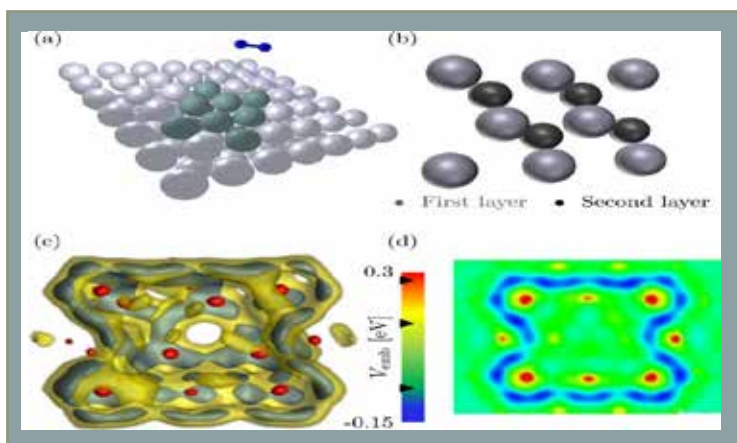 (a)
(b)
• First layer • Second layer
(c)
(d)
0.3
V_emb [eV]
-0.15